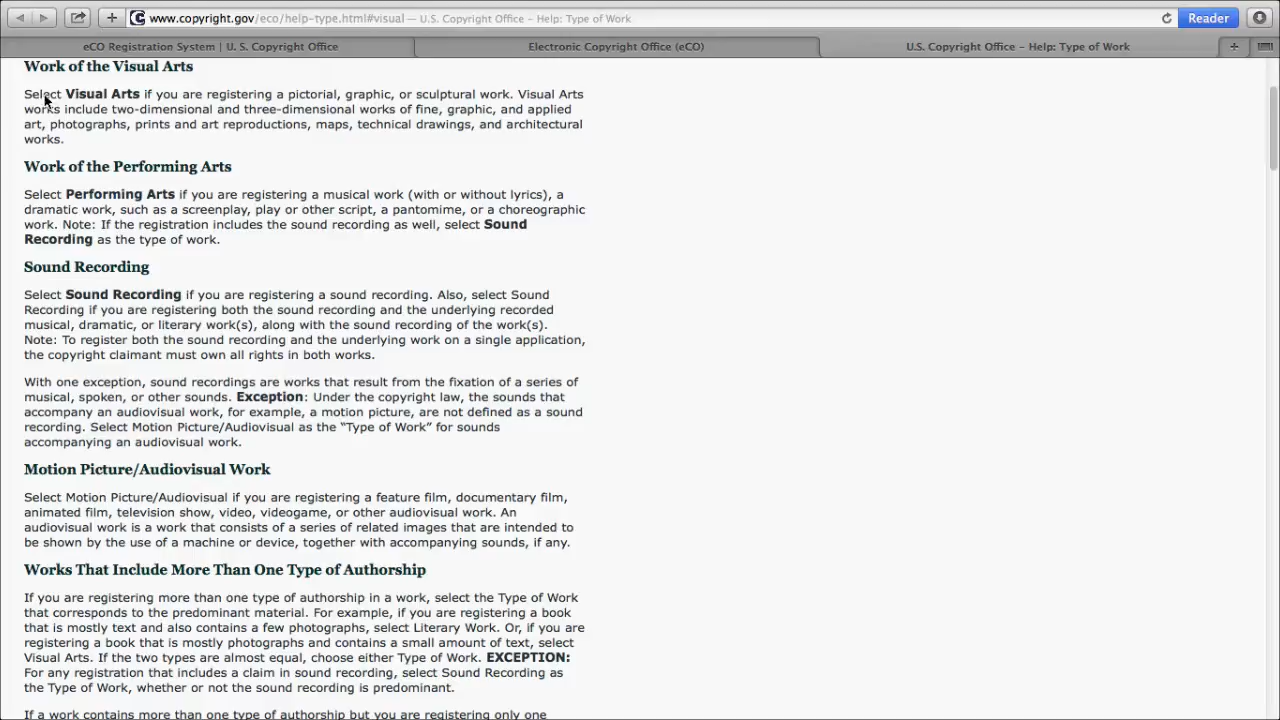 www.copyright.gov/eco/help-type.html#visual — U.S. Copyright Office – Help: Type of Work
Reader
eCO Registration System | U. S. Copyright Office
Electronic Copyright Office (eCO)
U.S. Copyright Office – Help: Type of Work
Work of the Visual Arts
Select Visual Arts if you are registering a pictorial, graphic, or sculptural work. Visual Arts
works include two-dimensional and three-dimensional works of fine, graphic, and applied
art, photographs, prints and art reproductions, maps, technical drawings, and architectural
works.
Work of the Performing Arts
Select Performing Arts if you are registering a musical work (with or without lyrics), a
dramatic work, such as a screenplay, play or other script, a pantomime, or a choreographic
work. Note: If the registration includes the sound recording as well, select Sound
Recording as the type of work.
Sound Recording
Select Sound Recording if you are registering a sound recording. Also, select Sound
Recording if you are registering both the sound recording and the underlying recorded
musical, dramatic, or literary work(s), along with the sound recording of the work(s).
Note: To register both the sound recording and the underlying work on a single application,
the copyright claimant must own all rights in both works.
With one exception, sound recordings are works that result from the fixation of a series of
musical, spoken, or other sounds. Exception: Under the copyright law, the sounds that
accompany an audiovisual work, for example, a motion picture, are not defined as a sound
recording. Select Motion Picture/Audiovisual as the “Type of Work” for sounds
accompanying an audiovisual work.
Motion Picture/Audiovisual Work
Select Motion Picture/Audiovisual if you are registering a feature film, documentary film,
animated film, television show, video, videogame, or other audiovisual work. An
audiovisual work is a work that consists of a series of related images that are intended to
be shown by the use of a machine or device, together with accompanying sounds, if any.
Works That Include More Than One Type of Authorship
If you are registering more than one type of authorship in a work, select the Type of Work
that corresponds to the predominant material. For example, if you are registering a book
that is mostly text and also contains a few photographs, select Literary Work. Or, if you are
registering a book that is mostly photographs and contains a small amount of text, select
Visual Arts. If the two types are almost equal, choose either Type of Work. EXCEPTION:
For any registration that includes a claim in sound recording, select Sound Recording as
the Type of Work, whether or not the sound recording is predominant.
If a work contains more than one type of authorship but you are registering only one